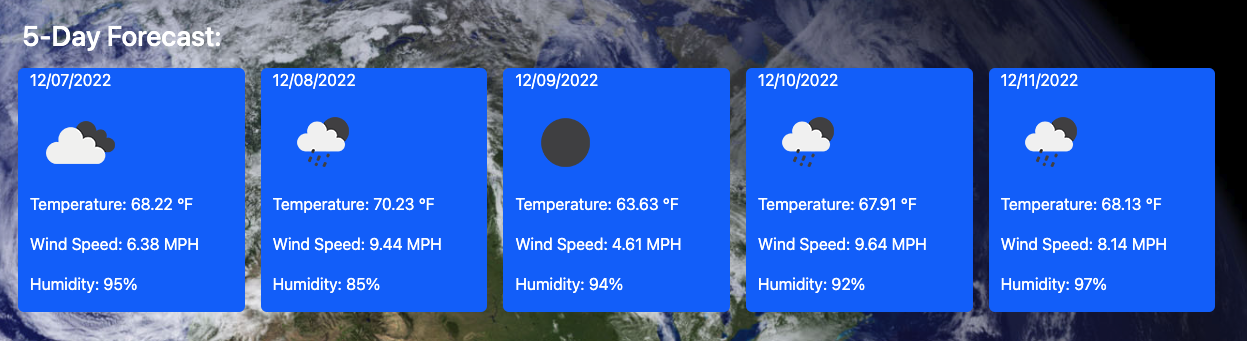 5-Day Forecast:
12/07/2022
Temperature: 68.22 °F
Wind Speed: 6.38 MPH
Humidity: 95%
12/08/2022
Temperature: 70.23 °F
Wind Speed: 9.44 MPH
Humidity: 85%
12/09/2022
Temperature: 63.63 °F
Wind Speed: 4.61 MPH
Humidity: 94%
12/10/2022
Temperature: 67.91 °F
Wind Speed: 9.64 MPH
Humidity: 92%
12/11/2022
Temperature: 68.13 °F
Wind Speed: 8.14 MPH
Humidity: 97%